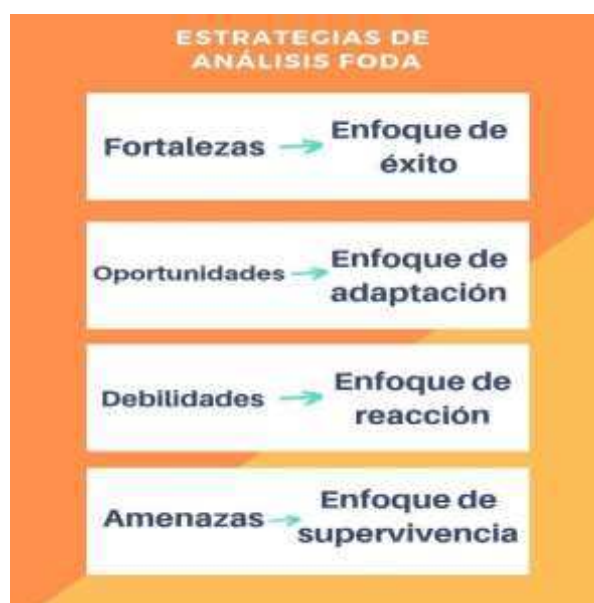 ESTRATEGIAS DE
ANÁLISIS FODA
Fortalezas → Enfoque de
éxito
Oportunidades → Enfoque de
adaptación
Debilidades → Enfoque de
reacción
Amenazas → Enfoque de
supervivencia